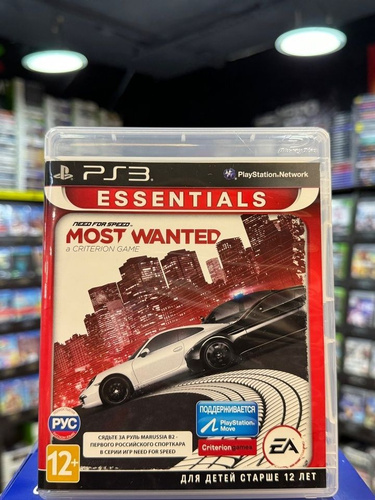 PS3
PlayStation®Network
ESSENTIALS
NEED FOR SPEED
MOST WANTED
a CRITERION GAME
РУС
12+
СЯДЬТЕ ЗА РУЛЬ MARUSSIA B2 -
ПЕРВОГО РОССИЙСКОГО СПОРТКАРА
В СЕРИИ ИГР NEED FOR SPEED
ПОДДЕРЖИВАЕТСЯ
PlayStation®
Move
Criterion
EA
ДЛЯ ДЕТЕЙ СТАРШЕ 12 ЛЕТ